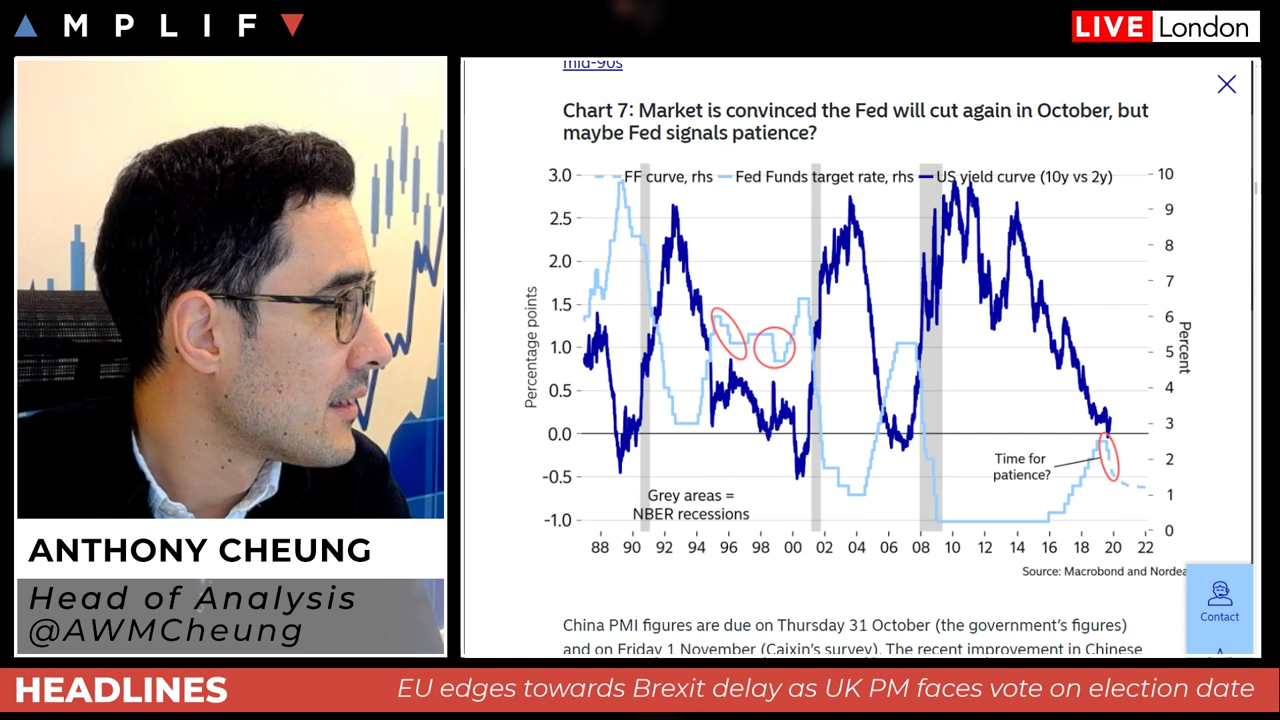 AMPLIFY
LIVE London
mid-90s
Chart 7: Market is convinced the Fed will cut again in October, but
maybe Fed signals patience?
FF curve, rhs Fed Funds target rate, rhs US yield curve (10y vs 2y)
3.0
2.5
2.0
1.5
1.0
0.5
0.0
-0.5
-1.0
Percentage points
10
9
8
7
6
5
4
3
2
1
0
Percent
Time for
patience?
Grey areas =
NBER recessions
88 90 92 94 96 98 00 02 04 06 08 10 12 14 16 18 20 22
Source: Macrobond and Nordea
Contact
China PMI figures are due on Thursday 31 October (the government's figures)
and on Friday 1 November (Caixin's survey). The recent improvement in Chinese
ANTHONY CHEUNG
Head of Analysis
@AWMCheung
HEADLINES
EU edges towards Brexit delay as UK PM faces vote on election date